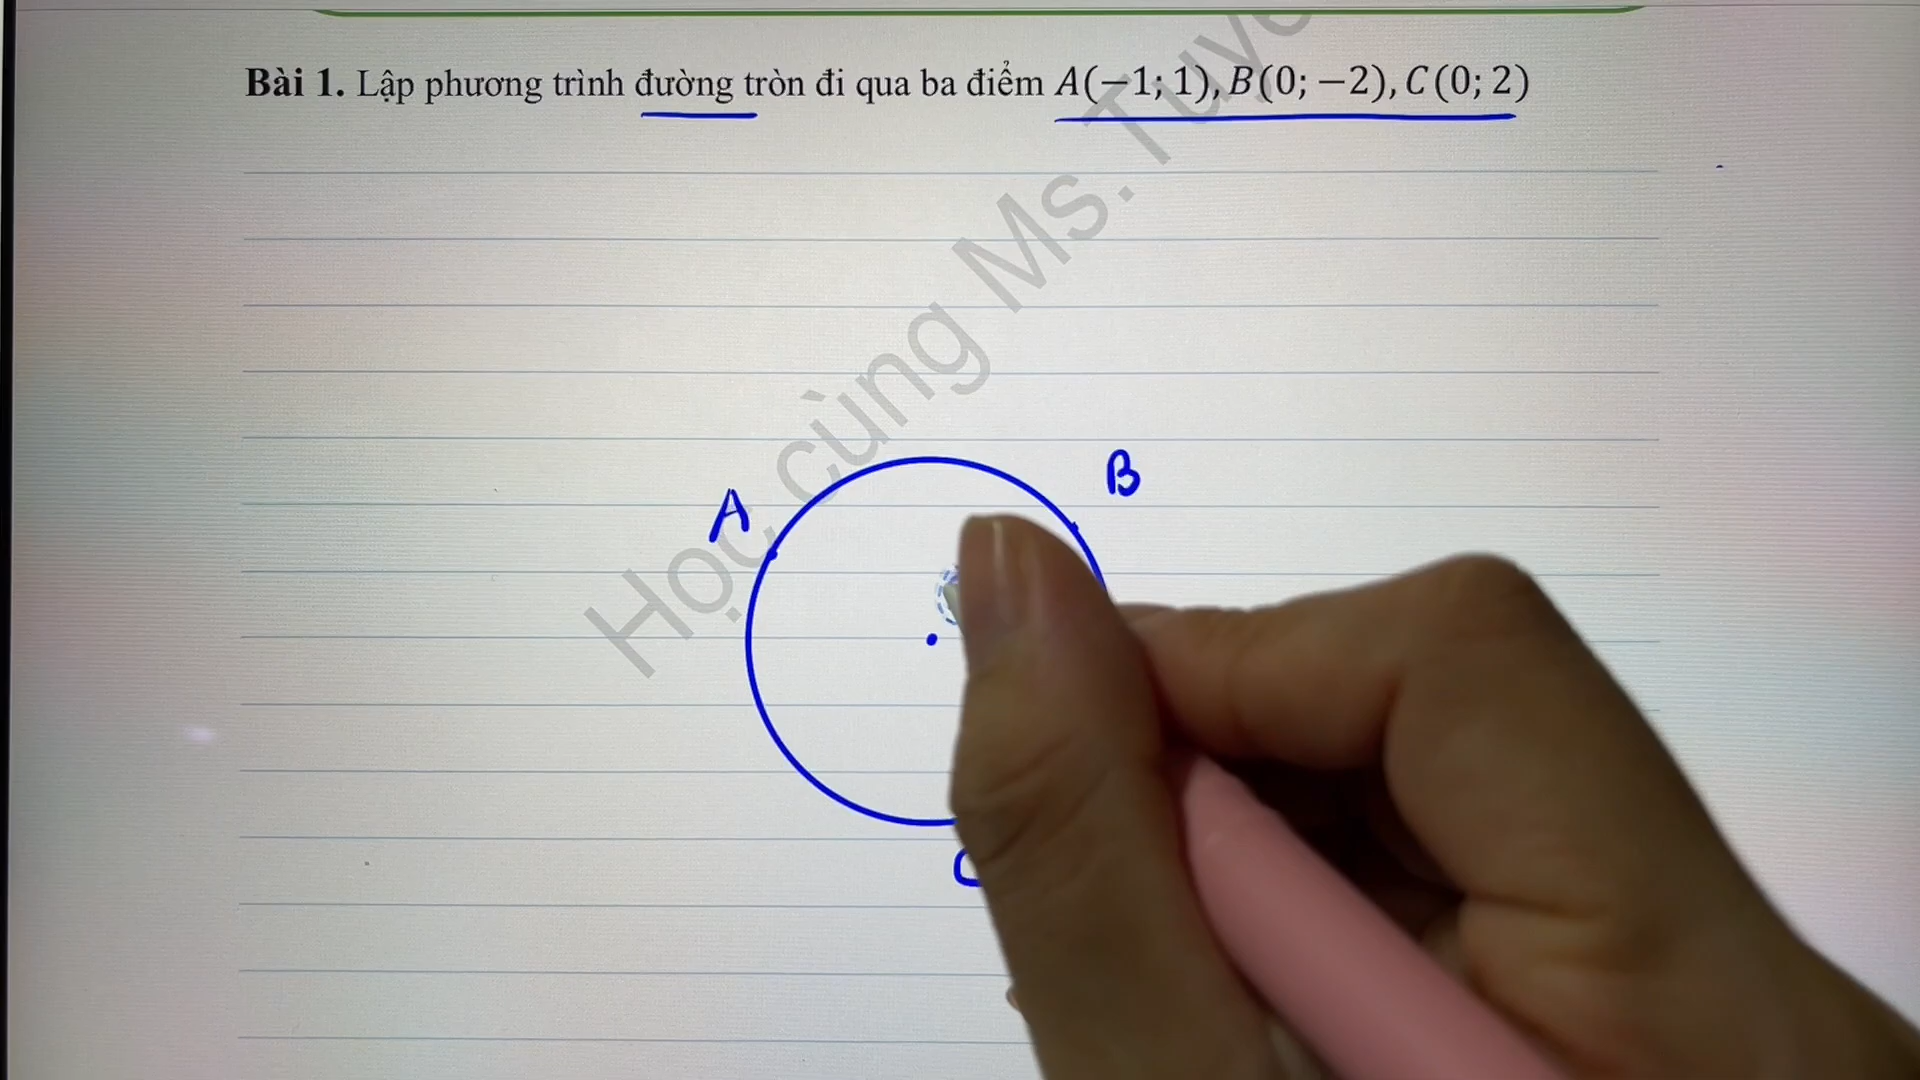 Bài 1. Lập phương trình đường tròn đi qua ba điểm A(−1; 1), B(0; −2), C(0; 2)
Học cùng Ms. Tuyế
B
A
C